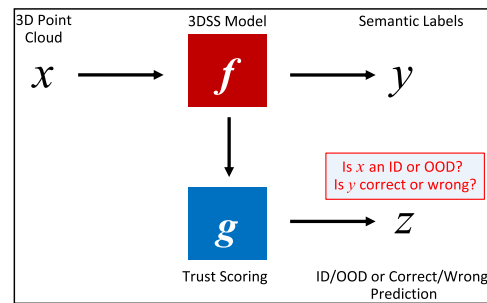 3D Point
Cloud
3DSS Model
Semantic Labels
x
f
y
Is x an ID or OOD?
Is y correct or wrong?
g
z
Trust Scoring
ID/OOD or Correct/Wrong
Prediction